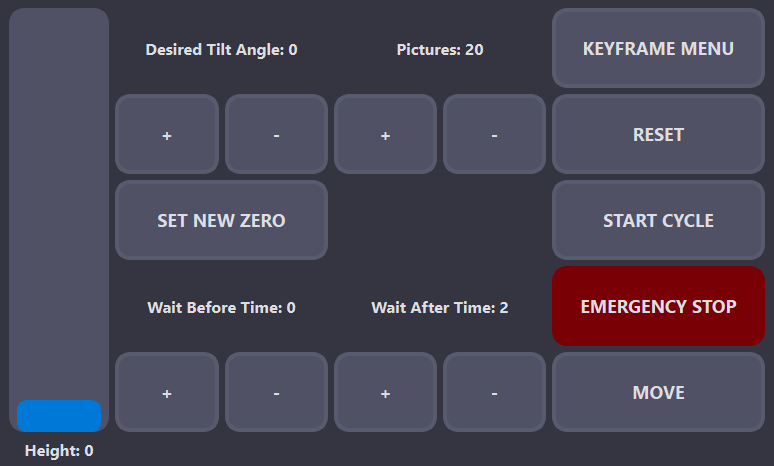 Desired Tilt Angle: 0
Pictures: 20
KEYFRAME MENU
+
-
+
-
RESET
SET NEW ZERO
START CYCLE
Wait Before Time: 0
Wait After Time: 2
EMERGENCY STOP
+
-
+
-
MOVE
Height: 0